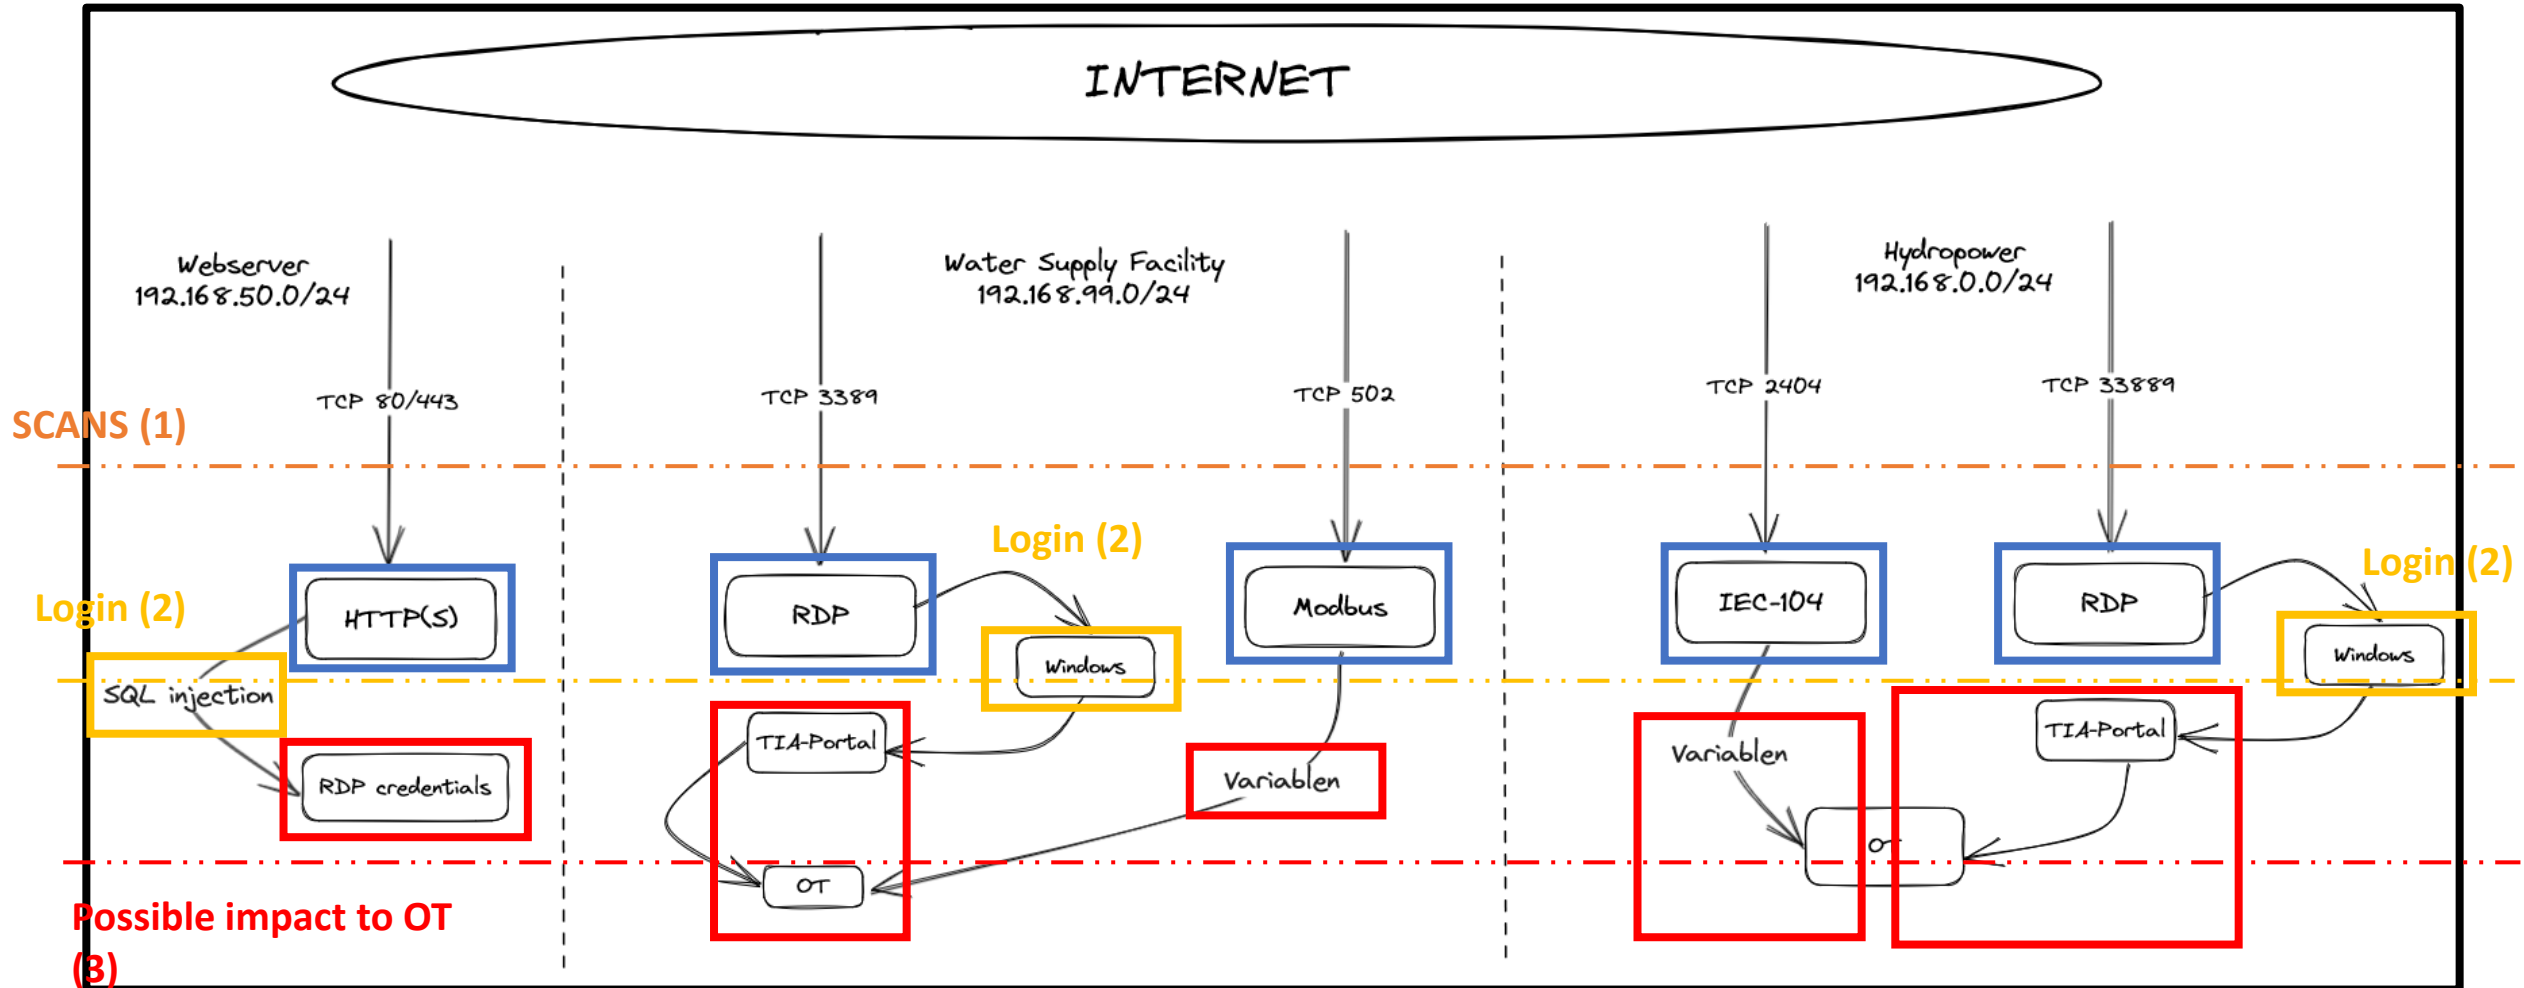 INTERNET
Webserver
192.168.50.0/24
Water Supply Facility
192.168.99.0/24
Hydropower
192.168.0.0/24
TCP 80/443
TCP 3389
TCP 502
TCP 2404
TCP 33889
SCANS (1)
Login (2)
Login (2)
Login (2)
HTTP(S)
RDP
Modbus
IEC-104
RDP
Windows
Windows
SQL injection
TIA-Portal
Variablen
Variablen
TIA-Portal
RDP credentials
OT
Possible impact to OT
(3)